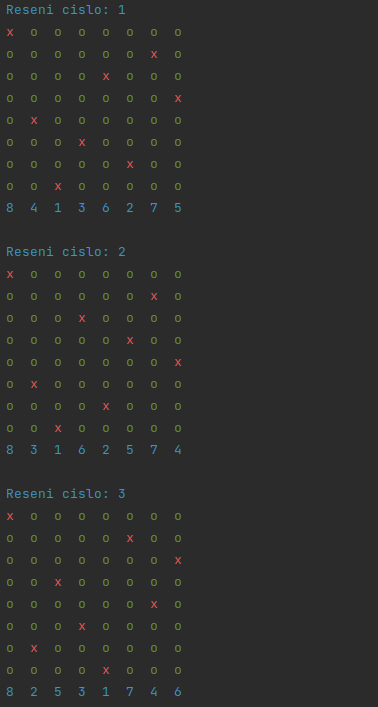 Reseni cislo: 1
x o o o o o o o
o o o o o o x o
o o o o x o o o
o o o o o o o x
o x o o o o o o
o o o x o o o o
o o o o o x o o
o o x o o o o o
8 4 1 3 6 2 7 5
Reseni cislo: 2
x o o o o o o o
o o o o o o x o
o o o x o o o o
o o o o o x o o
o o o o o o o x
o x o o o o o o
o o o o x o o o
o o x o o o o o
8 3 1 6 2 5 7 4
Reseni cislo: 3
x o o o o o o o
o o o o o x o o
o o o o o o o x
o o x o o o o o
o o o o o o x o
o o o x o o o o
o x o o o o o o
o o o o x o o o
8 2 5 3 1 7 4 6